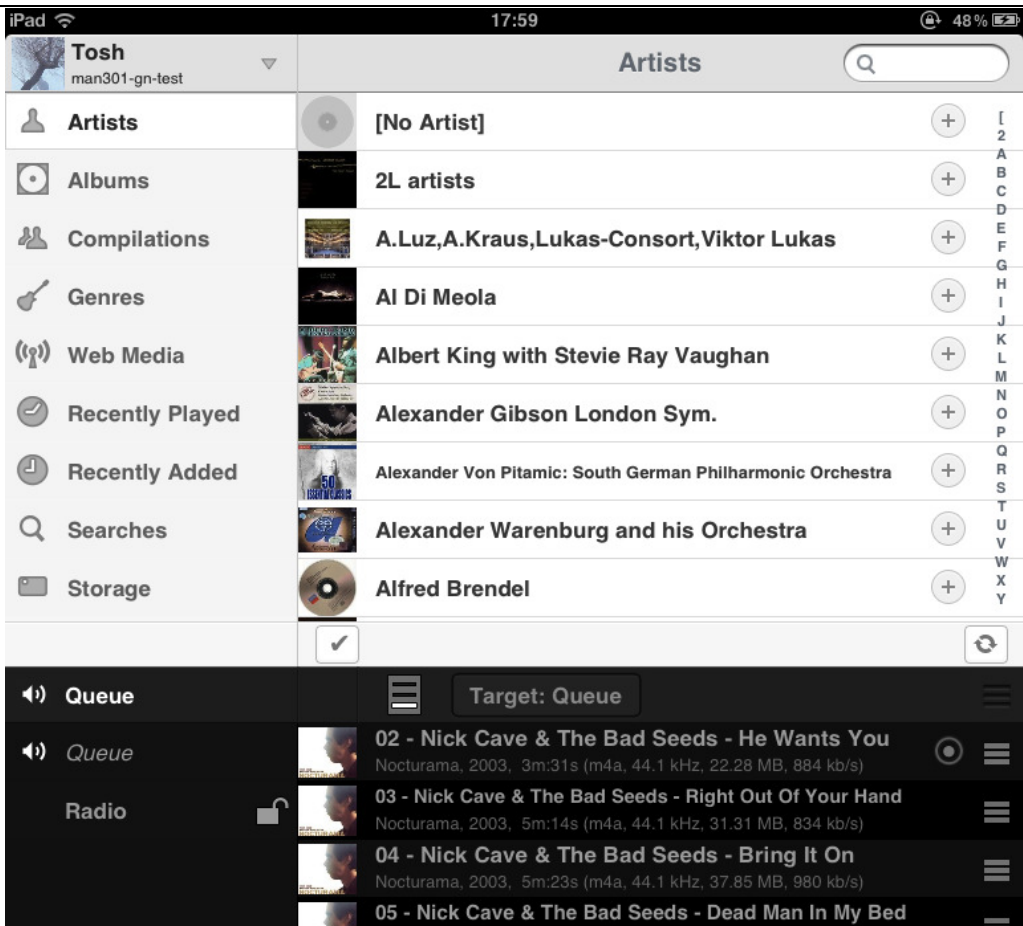 iPad 17:59 48%
Tosh
man301-gn-test
Artists
Artists
Albums
Compilations
Genres
Web Media
Recently Played
Recently Added
Searches
Storage
[No Artist]
2L artists
A.Luz,A.Kraus,Lukas-Consort,Viktor Lukas
Al Di Meola
Albert King with Stevie Ray Vaughan
Alexander Gibson London Sym.
Alexander Von Pitamic: South German Philharmonic Orchestra
50
ESSENTIAL CLASSICS
Alexander Warenburg and his Orchestra
Alfred Brendel
[
2
A
B
C
D
E
F
G
H
I
J
K
L
M
N
O
P
Q
R
S
T
U
V
W
X
Y
Queue
Target: Queue
Queue
Radio
02 - Nick Cave & The Bad Seeds - He Wants You
Nocturama, 2003, 3m:31s (m4a, 44.1 kHz, 22.28 MB, 884 kb/s)
NOCTURAMA
03 - Nick Cave & The Bad Seeds - Right Out Of Your Hand
Nocturama, 2003, 5m:14s (m4a, 44.1 kHz, 31.31 MB, 834 kb/s)
NOCTURAMA
04 - Nick Cave & The Bad Seeds - Bring It On
Nocturama, 2003, 5m:23s (m4a, 44.1 kHz, 37.85 MB, 980 kb/s)
NOCTURAMA
05 - Nick Cave & The Bad Seeds - Dead Man In My Bed